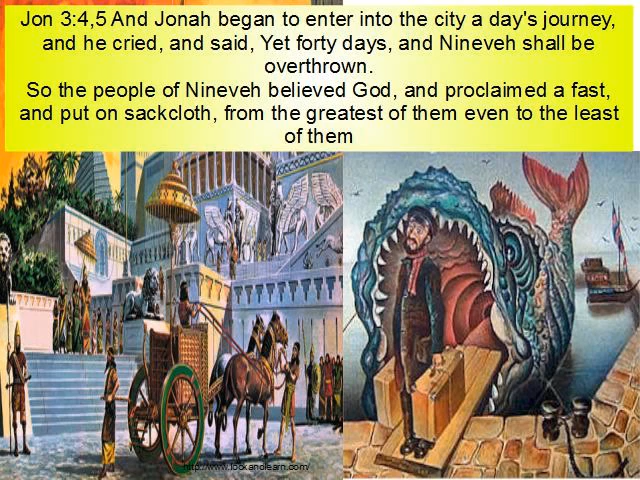 Jon 3:4,5 And Jonah began to enter into the city a day's journey,
and he cried, and said, Yet forty days, and Nineveh shall be
overthrown.
So the people of Nineveh believed God, and proclaimed a fast,
and put on sackcloth, from the greatest of them even to the least
of them
http://www.lookandlearn.com/